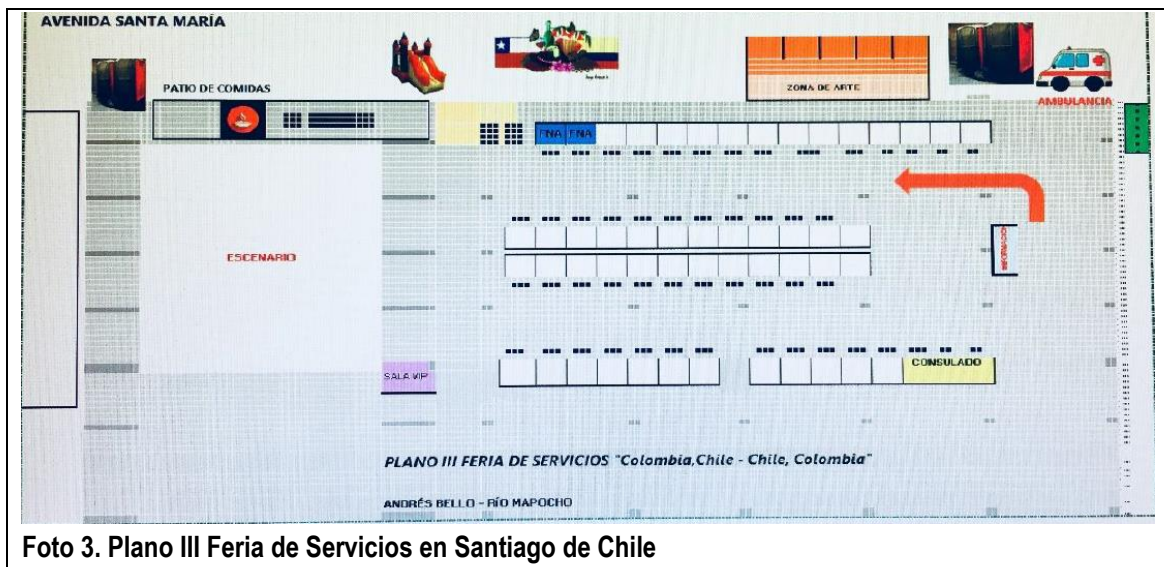 AVENIDA SANTA MARÍA
PATIO DE COMIDAS
ZONA DE ARTE
AMBULANCIA
FNA FNA
ESCENARIO
SALA VIP
CONSULADO
PLANO III FERIA DE SERVICIOS "Colombia,Chile - Chile, Colombia"
ANDRÉS BELLO - RÍO MAPOCHO
Foto 3. Plano III Feria de Servicios en Santiago de Chile